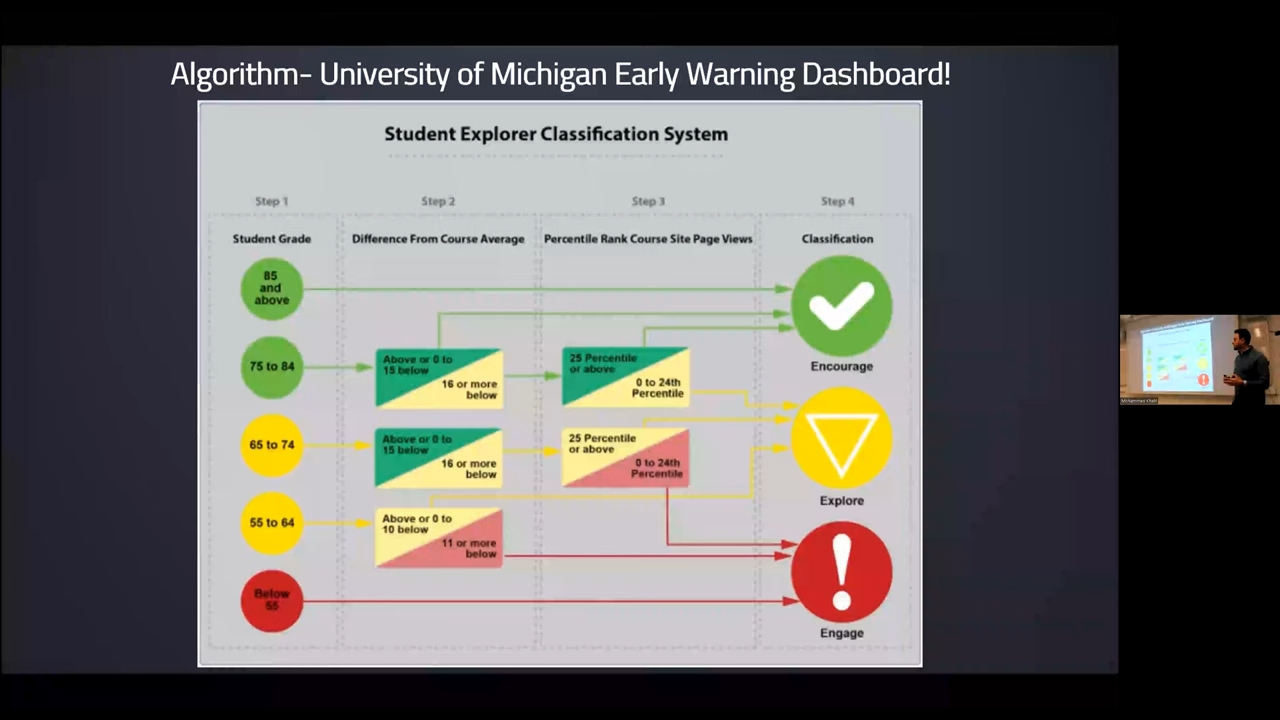 Algorithm- University of Michigan Early Warning Dashboard!
Student Explorer Classification System
Step 1
Step 2
Step 3
Step 4
Student Grade
Difference From Course Average
Percentile Rank Course Site Page Views
Classification
85
and
above
75 to 84
Above or 0 to
15 below
16 or more
below
25 Percentile
or above
0 to 24th
Percentile
Encourage
65 to 74
Above or 0 to
15 below
16 or more
below
25 Percentile
or above
0 to 24th
Percentile
Explore
55 to 64
Above or 0 to
10 below
11 or more
below
Below
55
Engage
Mohammed Khalil